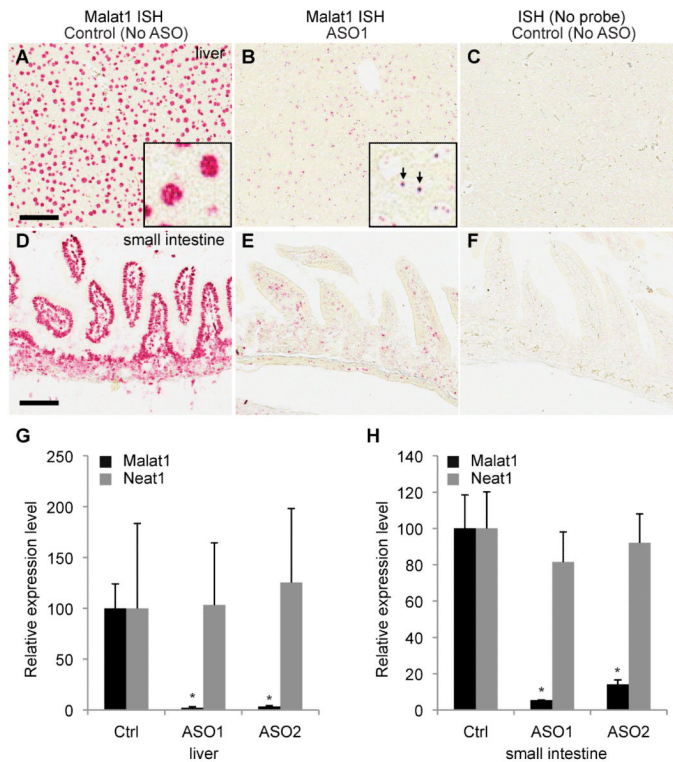 Malat1 ISH
Control (No ASO)
Malat1 ISH
ASO1
ISH (No probe)
Control (No ASO)
A
liver
B
C
D
small intestine
E
F
G
Malat1
Neat1
Relative expression level
250
200
150
100
50
0
*
*
Ctrl
ASO1
ASO2
liver
H
Malat1
Neat1
Relative expression level
140
120
100
80
60
40
20
0
*
*
Ctrl
ASO1
ASO2
small intestine